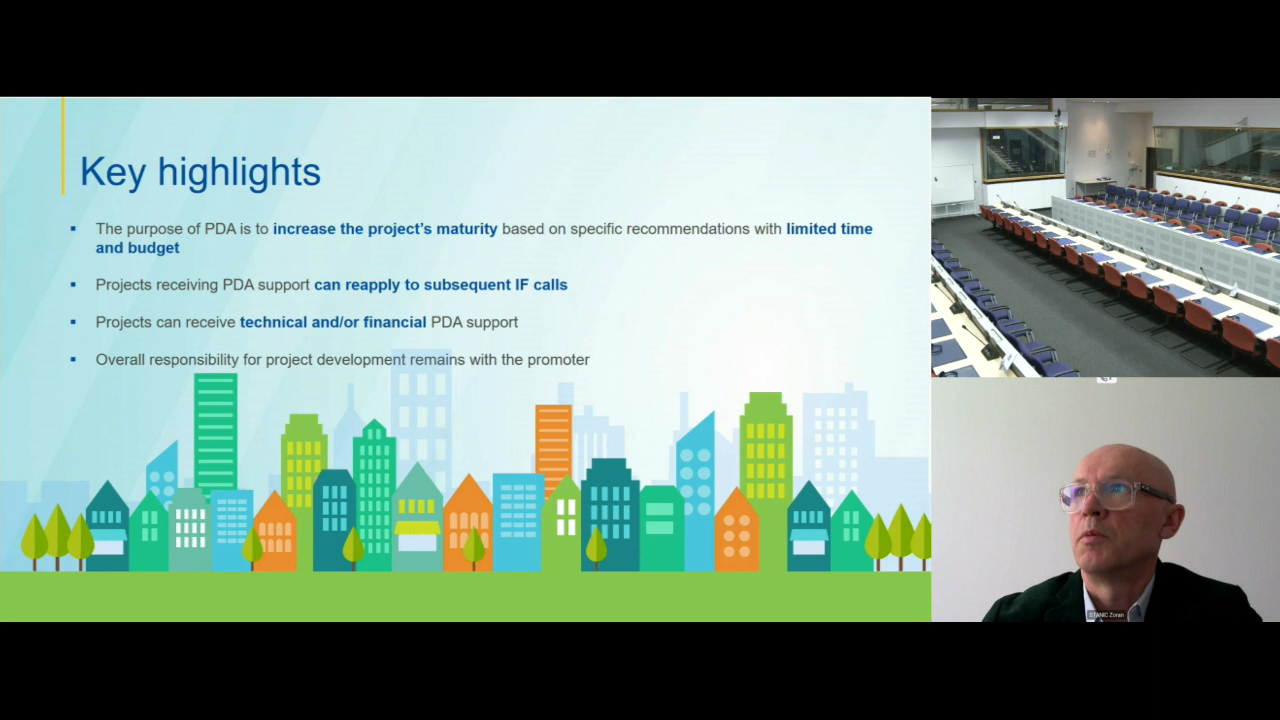 Key highlights
▪ The purpose of PDA is to increase the project's maturity based on specific recommendations with limited time
and budget
▪ Projects receiving PDA support can reapply to subsequent IF calls
▪ Projects can receive technical and/or financial PDA support
▪ Overall responsibility for project development remains with the promoter
STANIC Zoran